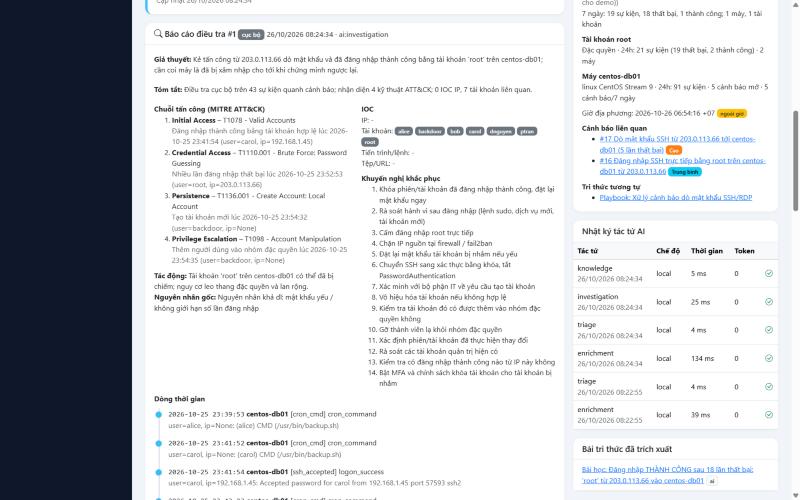 Cập nhật 26/10/2026 08:24:34
Báo cáo điều tra #1 cục bộ 26/10/2026 08:24:34 · ai:investigation
Giả thuyết: Kẻ tấn công từ 203.0.113.66 dò mật khẩu và đã đăng nhập thành công bằng tài khoản `root` trên centos-db01;
cần coi máy là đã bị xâm nhập cho tới khi chứng minh ngược lại.
Tóm tắt: Điều tra cục bộ trên 43 sự kiện quanh cảnh báo; nhận diện 4 kỹ thuật ATT&CK; 0 IOC IP, 7 tài khoản liên quan.
Chuỗi tấn công (MITRE ATT&CK)
1. Initial Access – T1078 - Valid Accounts
Đăng nhập thành công bằng tài khoản hợp lệ lúc 2026-
10-25 23:41:54 (user=carol, ip=192.168.1.45)
2. Credential Access – T1110.001 - Brute Force: Password
Guessing
Nhiều lần đăng nhập thất bại lúc 2026-10-25 23:52:53
(user=root, ip=203.0.113.66)
3. Persistence – T1136.001 - Create Account: Local
Account
Tạo tài khoản mới lúc 2026-10-25 23:54:32
(user=backdoor, ip=None)
4. Privilege Escalation – T1098 - Account Manipulation
Thêm người dùng vào nhóm đặc quyền lúc 2026-10-25
23:54:35 (user=backdoor, ip=None)
Tác động: Tài khoản 'root' trên centos-db01 có thể đã bị
chiếm; nguy cơ leo thang đặc quyền và lan rộng.
Nguyên nhân gốc: Nguyên nhân khả dĩ: mật khẩu yếu /
không giới hạn số lần đăng nhập
IOC
IP: -
Tài khoản: alice backdoor bob carol dnguyen ptran
root
Tiến trình/lệnh: -
Tệp/URL: -
Khuyến nghị khắc phục
1. Khóa phiên/tài khoản đã đăng nhập thành công, đặt lại
mật khẩu ngay
2. Rà soát hành vi sau đăng nhập (lệnh sudo, dịch vụ mới,
tài khoản mới)
3. Cấm đăng nhập root trực tiếp
4. Chặn IP nguồn tại firewall / fail2ban
5. Đặt lại mật khẩu tài khoản bị nhắm nếu yếu
6. Chuyển SSH sang xác thực bằng khóa, tắt
PasswordAuthentication
7. Xác minh với bộ phận IT về yêu cầu tạo tài khoản
8. Vô hiệu hóa tài khoản nếu không hợp lệ
9. Kiểm tra tài khoản đó có được thêm vào nhóm đặc
quyền không
10. Gỡ thành viên lạ khỏi nhóm đặc quyền
11. Xác định phiên/tài khoản đã thực hiện thay đổi
12. Rà soát các tài khoản quản trị hiện có
13. Kiểm tra có đăng nhập thành công nào từ IP này không
14. Bật MFA và chính sách khóa tài khoản cho tài khoản bị
nhắm
Dòng thời gian
2026-10-25 23:39:53 centos-db01 [cron_cmd] cron_command
user=alice, ip=None: (alice) CMD (/usr/bin/backup.sh)
2026-10-25 23:41:52 centos-db01 [cron_cmd] cron_command
user=carol, ip=None: (carol) CMD (/usr/bin/backup.sh)
2026-10-25 23:41:54 centos-db01 [ssh_accepted] logon_success
user=carol, ip=192.168.1.45: Accepted password for carol from 192.168.1.45 port 57593 ssh2
cho demo))
7 ngày: 19 sự kiện, 18 thất bại, 1 thành công; 1 máy, 1 tài
khoản
Tài khoản root
Đặc quyền · 24h: 21 sự kiện (19 thất bại, 2 thành công) · 2
máy
Máy centos-db01
linux CentOS Stream 9 · 24h: 91 sự kiện · 5 cảnh báo mở · 5
cảnh báo/7 ngày
Giờ địa phương: 2026-10-26 06:54:16 +07 ngoài giờ
Cảnh báo liên quan
#17 Dò mật khẩu SSH từ 203.0.113.66 tới centos-
db01 (5 lần thất bại) Cao
#16 Đăng nhập SSH trực tiếp bằng root trên centos-
db01 từ 203.0.113.66 Trung bình
Tri thức tương tự
Playbook: Xử lý cảnh báo dò mật khẩu SSH/RDP
Nhật ký tác tử AI
Tác tử Chế độ Thời gian Token
knowledge
26/10/2026 08:24:34 local 5 ms 0
investigation
26/10/2026 08:24:34 local 25 ms 0
triage
26/10/2026 08:24:34 local 4 ms 0
enrichment
26/10/2026 08:24:34 local 134 ms 0
triage
26/10/2026 08:22:55 local 4 ms 0
enrichment
26/10/2026 08:22:55 local 39 ms 0
Bài tri thức đã trích xuất
Bài học: Đăng nhập THÀNH CÔNG sau 18 lần thất bại:
'root' từ 203.0.113.66 vào centos-db01 ai